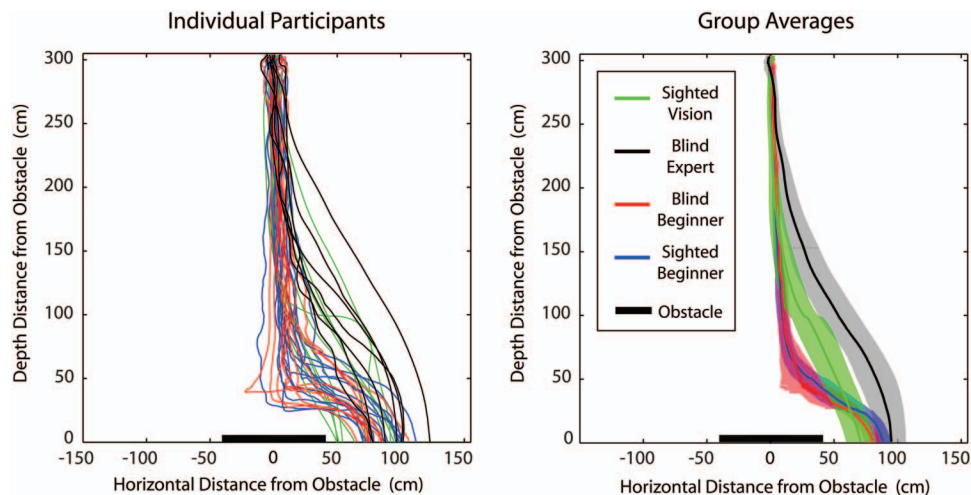 Individual Participants
Depth Distance from Obstacle (cm)
300
250
200
150
100
50
0
-150
-100
-50
0
50
100
150
Horizontal Distance from Obstacle (cm)
Group Averages
Depth Distance from Obstacle (cm)
300
250
200
150
100
50
0
Sighted
Vision
Blind
Expert
Blind
Beginner
Sighted
Beginner
Obstacle
-150
-100
-50
0
50
100
150
Horizontal Distance from Obstacle (cm)